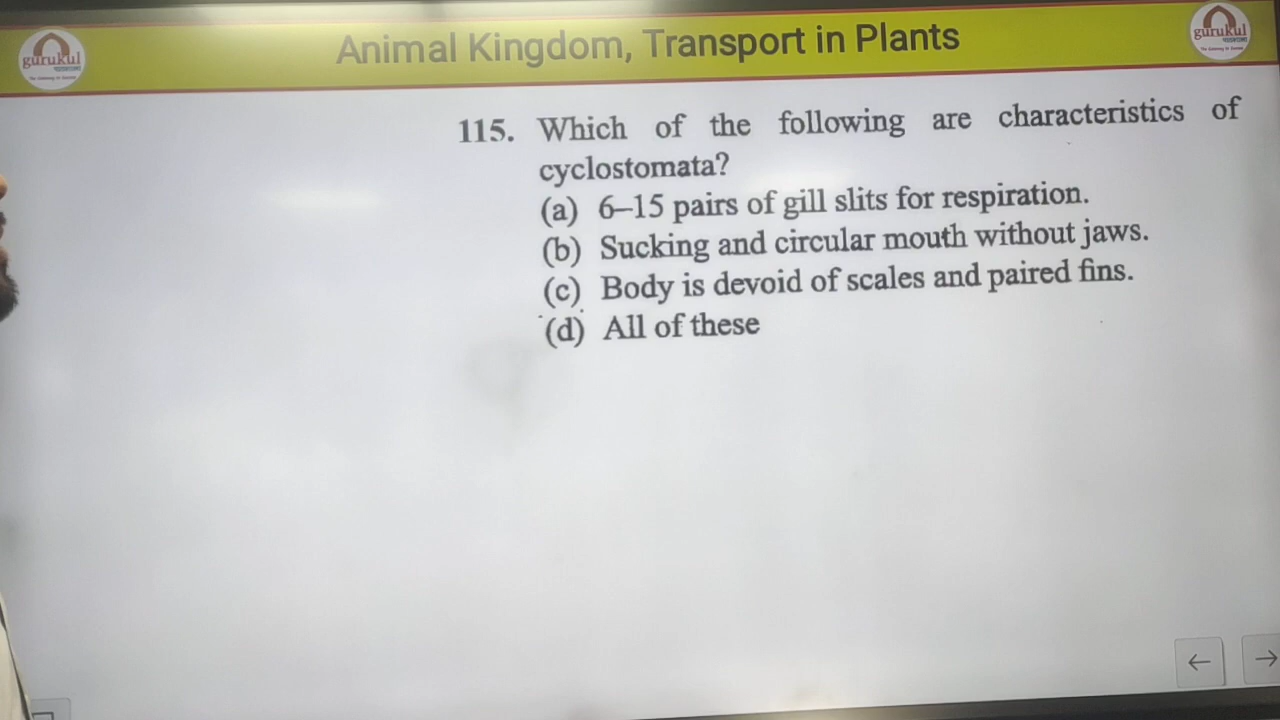 gurukul
Animal Kingdom, Transport in Plants
gurukul
115. Which of the following are characteristics of
cyclostomata?
(a) 6–15 pairs of gill slits for respiration.
(b) Sucking and circular mouth without jaws.
(c) Body is devoid of scales and paired fins.
(d) All of these